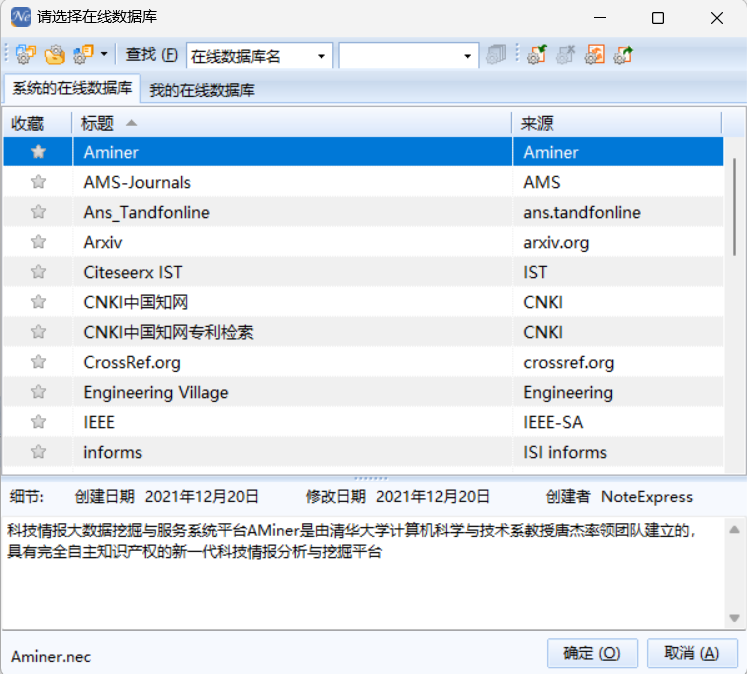 请选择在线数据库
查找 (F) 在线数据库名
系统的在线数据库 我的在线数据库
收藏 标题 来源
Aminer Aminer
AMS-Journals AMS
Ans_Tandfonline ans.tandfonline
Arxiv arxiv.org
Citeseerx IST IST
CNKI中国知网 CNKI
CNKI中国知网专利检索 CNKI
CrossRef.org crossref.org
Engineering Village Engineering
IEEE IEEE-SA
informs ISI informs
细节: 创建日期 2021年12月20日 修改日期 2021年12月20日 创建者 NoteExpress
科技情报大数据挖掘与服务系统平台AMiner是由清华大学计算机科学与技术系教授唐杰率领团队建立的，
具有完全自主知识产权的新一代科技情报分析与挖掘平台
Aminer.nec 确定 (O) 取消 (A)